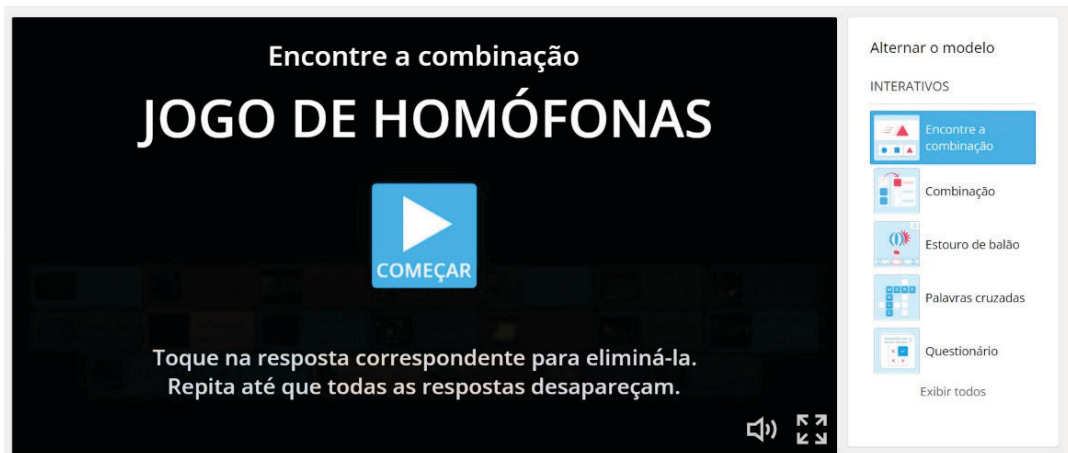 Encontre a combinação
JOGO DE HOMÓFONAS
COMEÇAR
Toque na resposta correspondente para eliminá-la.
Repita até que todas as respostas desapareçam.
Alternar o modelo
INTERATIVOS
Encontre a
combinação
Combinação
Estouro de balão
Palavras cruzadas
Questionário
Exibir todos